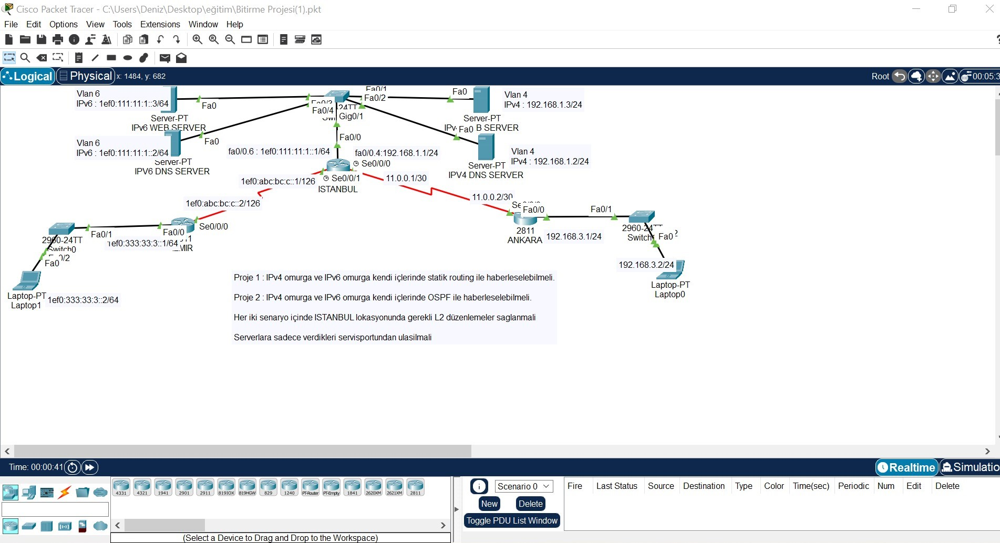 Cisco Packet Tracer - C:\Users\Deniz\Desktop\eğitim\Bitirme Projesi(1).pkt
File Edit Options View Tools Extensions Window Help
Logical Physical x: 1484, y: 682 Root 00:05:3
Vlan 6
IPv6 : 1ef0:111:11:1::3/64
Fa0
Server-PT
IPv6 WEB SERVER
Vlan 6
IPv6 : 1ef0:111:11:1::2/64
Fa0
Server-PT
IPV6 DNS SERVER
Fa0/1
Fa0/2
Fa0/3
Fa0/4
24TT
Gig0/1
Fa0
Vlan 4
IPv4 : 192.168.1.3/24
Server-PT
B SERVER
Fa0
Vlan 4
IPv4 : 192.168.1.2/24
Server-PT
IPV4 DNS SERVER
Fa0/0
fa0/0.6 : 1ef0:111:11:1::1/64
fa0/0.4:192.168.1.1/24
Se0/0/0
Se0/0/1
ISTANBUL
1ef0:abc:bc:c::1/126
11.0.0.1/30
1ef0:abc:bc:c::2/126
11.0.0.2/30
Se0/0/0
Fa0/0
Fa0/1
Fa0/0
Se0/0/0
Fa0/1
2960-24TT
Switch0
1ef0:333:33:3::1/64
Fa0
2811
ANKARA
192.168.3.1/24
2960-24TT
Switch
Fa0
192.168.3.2/24
Laptop-PT
Laptop0
Laptop-PT
Laptop1
1ef0:333:33:3::2/64
Proje 1 : IPv4 omurga ve IPv6 omurga kendi içlerinde statik routing ile haberleselebilmeli.
Proje 2 : IPv4 omurga ve IPv6 omurga kendi içlerinde OSPF ile haberleselebilmeli.
Her iki senaryo içinde ISTANBUL lokasyonunda gerekli L2 düzenlemeler saglanmali
Serverlara sadece verdikleri servisportundan ulasilmali
Time: 00:00:41 Realtime Simulatio
4331 4321 1941 2901 2911 819IOX 819HGW 829 1240 PT-Router PT-Empty 1841 2620XM 2621XM 2811
(Select a Device to Drag and Drop to the Workspace)
Scenario 0
New Delete
Toggle PDU List Window
Fire Last Status Source Destination Type Color Time(sec) Periodic Num Edit Delete